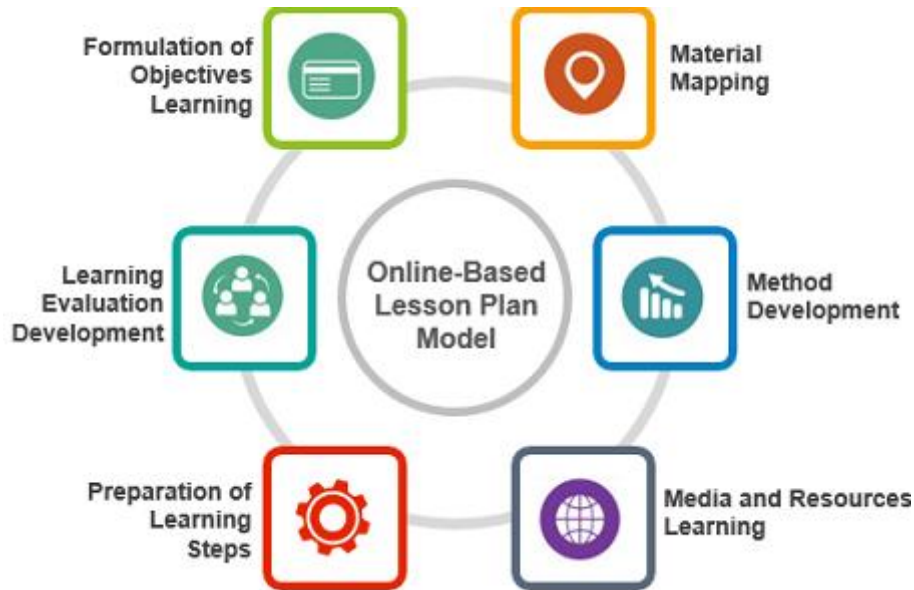 Formulation of
Objectives
Learning
Material
Mapping
Learning
Evaluation
Development
Online-Based
Lesson Plan
Model
Method
Development
Preparation of
Learning
Steps
Media and Resources
Learning